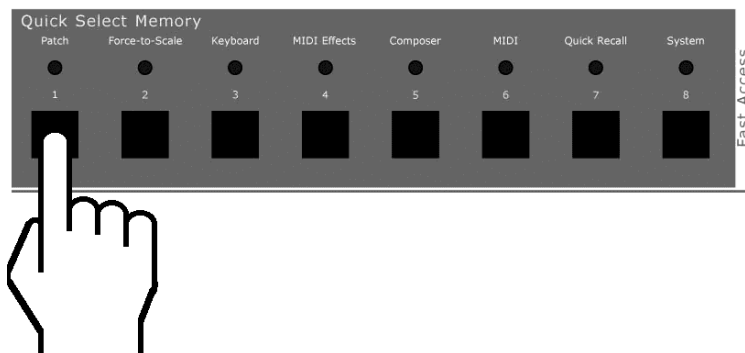 Quick Select Memory
Patch Force-to-Scale Keyboard MIDI Effects Composer MIDI Quick Recall System
1 2 3 4 5 6 7 8
Fast Access